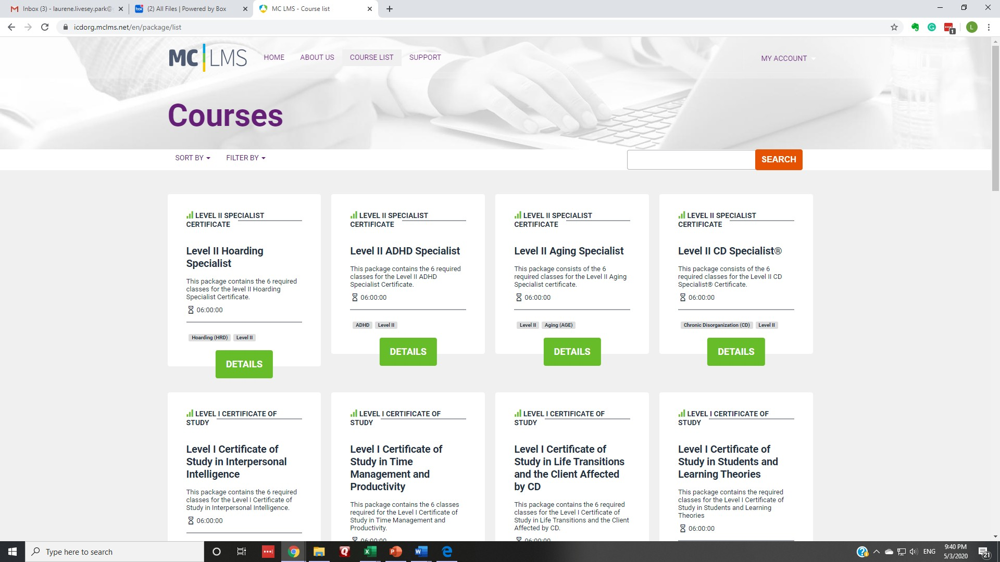 Inbox (3) - laurene.livesey.park@
(2) All Files | Powered by Box
MC LMS - Course list
icdorg.mclms.net/en/package/list
1
L
MC LMS
HOME
ABOUT US
COURSE LIST
SUPPORT
MY ACCOUNT
Courses
SORT BY
FILTER BY
SEARCH
LEVEL II SPECIALIST
CERTIFICATE
Level II Hoarding
Specialist
This package contains the 6 required
classes for the level II Hoarding
Specialist Certificate.
06:00:00
Hoarding (HRD) Level II
DETAILS
LEVEL II SPECIALIST
CERTIFICATE
Level II ADHD Specialist
This package contains the 6 required
classes for the Level II ADHD
Specialist Certificate.
06:00:00
ADHD Level II
DETAILS
LEVEL II SPECIALIST
CERTIFICATE
Level II Aging Specialist
This package consists of the 6
required classes for the Level II Aging
Specialist certificate.
06:00:00
Level II Aging (AGE)
DETAILS
LEVEL II SPECIALIST
CERTIFICATE
Level II CD Specialist®
This package consists of the 6
required classes for the Level II CD
Specialist® Certificate.
06:00:00
Chronic Disorganization (CD) Level II
DETAILS
LEVEL I CERTIFICATE OF
STUDY
Level I Certificate of
Study in Interpersonal
Intelligence
This package contains the 6 required
classes for the Level I Certificate of
Study in Interpersonal Intelligence.
06:00:00
LEVEL I CERTIFICATE OF
STUDY
Level I Certificate of
Study in Time
Management and
Productivity
This package contains the 6 classes
required for the Level I Certificate of
Study in Time Management and
Productivity.
06:00:00
LEVEL I CERTIFICATE OF
STUDY
Level I Certificate of
Study in Life Transitions
and the Client Affected
by CD
This package contains the 6 required
classes for the Level I Certificate of
Study in Life Transitions and the Client
Affected by CD.
06:00:00
LEVEL I CERTIFICATE OF
STUDY
Level I Certificate of
Study in Students and
Learning Theories
This package contains the required
classes for the Level I Certificate of
Study in Students and Learning
Theories
06:00:00
Type here to search
ENG
9:40 PM
5/3/2020
21